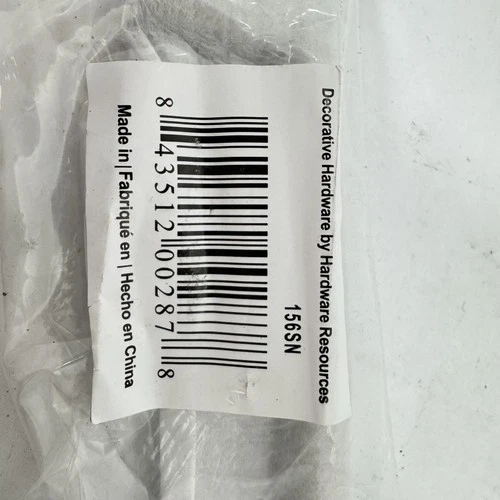 Decorative Hardware by Hardware Resources
156SN
8 43512 00287 8
Made in | Fabriqué en | Hecho en China